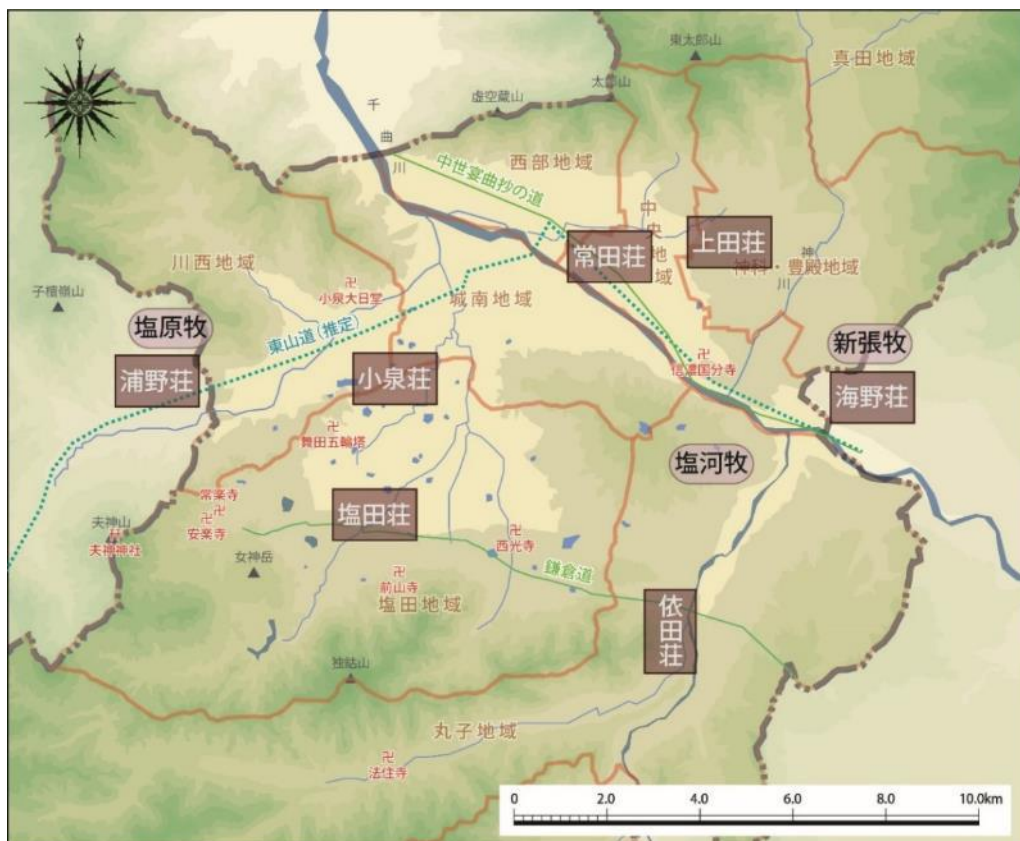 東太郎山
真田地域
太郎山
虚空蔵山
千曲川
西部地域
中世宴曲抄の道
中央地域
常田荘
上田荘
神科・豊殿地域
神川
川西地域
子檀嶺山
小泉大日堂
城南地域
塩原牧
東山道(推定)
新張牧
浦野荘
小泉荘
信濃国分寺
海野荘
舞田五輪塔
塩河牧
常楽寺
塩田荘
夫神山
安楽寺
夫神神社
西光寺
女神岳
鎌倉道
前山寺
塩田地域
依田荘
独鈷山
丸子地域
法住寺
0 2.0 4.0 6.0 8.0 10.0km